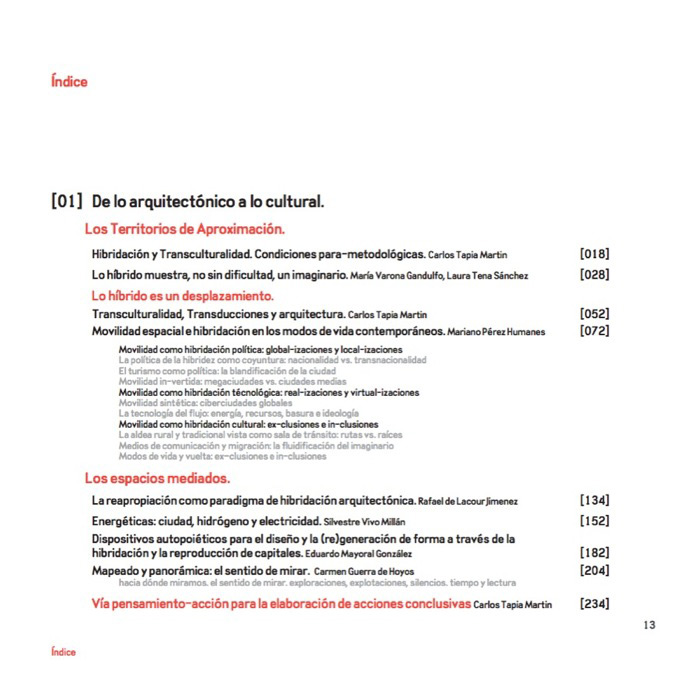 Índice
[01] De lo arquitectónico a lo cultural.
Los Territorios de Aproximación.
Hibridación y Transculturalidad. Condiciones para-metodológicas. Carlos Tapia Martin [018]
Lo híbrido muestra, no sin dificultad, un imaginario. María Varona Gandulfo, Laura Tena Sánchez [028]
Lo híbrido es un desplazamiento.
Transculturalidad, Transducciones y arquitectura. Carlos Tapia Martin [052]
Movilidad espacial e hibridación en los modos de vida contemporáneos. Mariano Pérez Humanes [072]
Movilidad como hibridación política: global-izaciones y local-izaciones
La política de la hibridez como coyuntura: nacionalidad vs. transnacionalidad
El turismo como política: la blandificación de la ciudad
Movilidad in-vertida: megaciudades vs. ciudades medias
Movilidad como hibridación técnológica: real-izaciones y virtual-izaciones
Movilidad sintética: ciberciudades globales
La tecnología del flujo: energía, recursos, basura e ideología
Movilidad como hibridación cultural: ex-clusiones e in-clusiones
La aldea rural y tradicional vista como sala de tránsito: rutas vs. raíces
Medios de comunicación y migración: la fluidificación del imaginario
Modos de vida y vuelta: ex-clusiones e in-clusiones
Los espacios mediados.
La reapropiación como paradigma de hibridación arquitectónica. Rafael de Lacour Jimenez [134]
Energéticas: ciudad, hidrógeno y electricidad. Silvestre Vivo Millán [152]
Dispositivos autopoiéticos para el diseño y la (re)generación de forma a través de la
hibridación y la reproducción de capitales. Eduardo Mayoral González [182]
Mapeado y panorámica: el sentido de mirar. Carmen Guerra de Hoyos [204]
hacia dónde miramos. el sentido de mirar. exploraciones, explotaciones, silencios. tiempo y lectura
Vía pensamiento-acción para la elaboración de acciones conclusivas Carlos Tapia Martin [234]
13
Índice